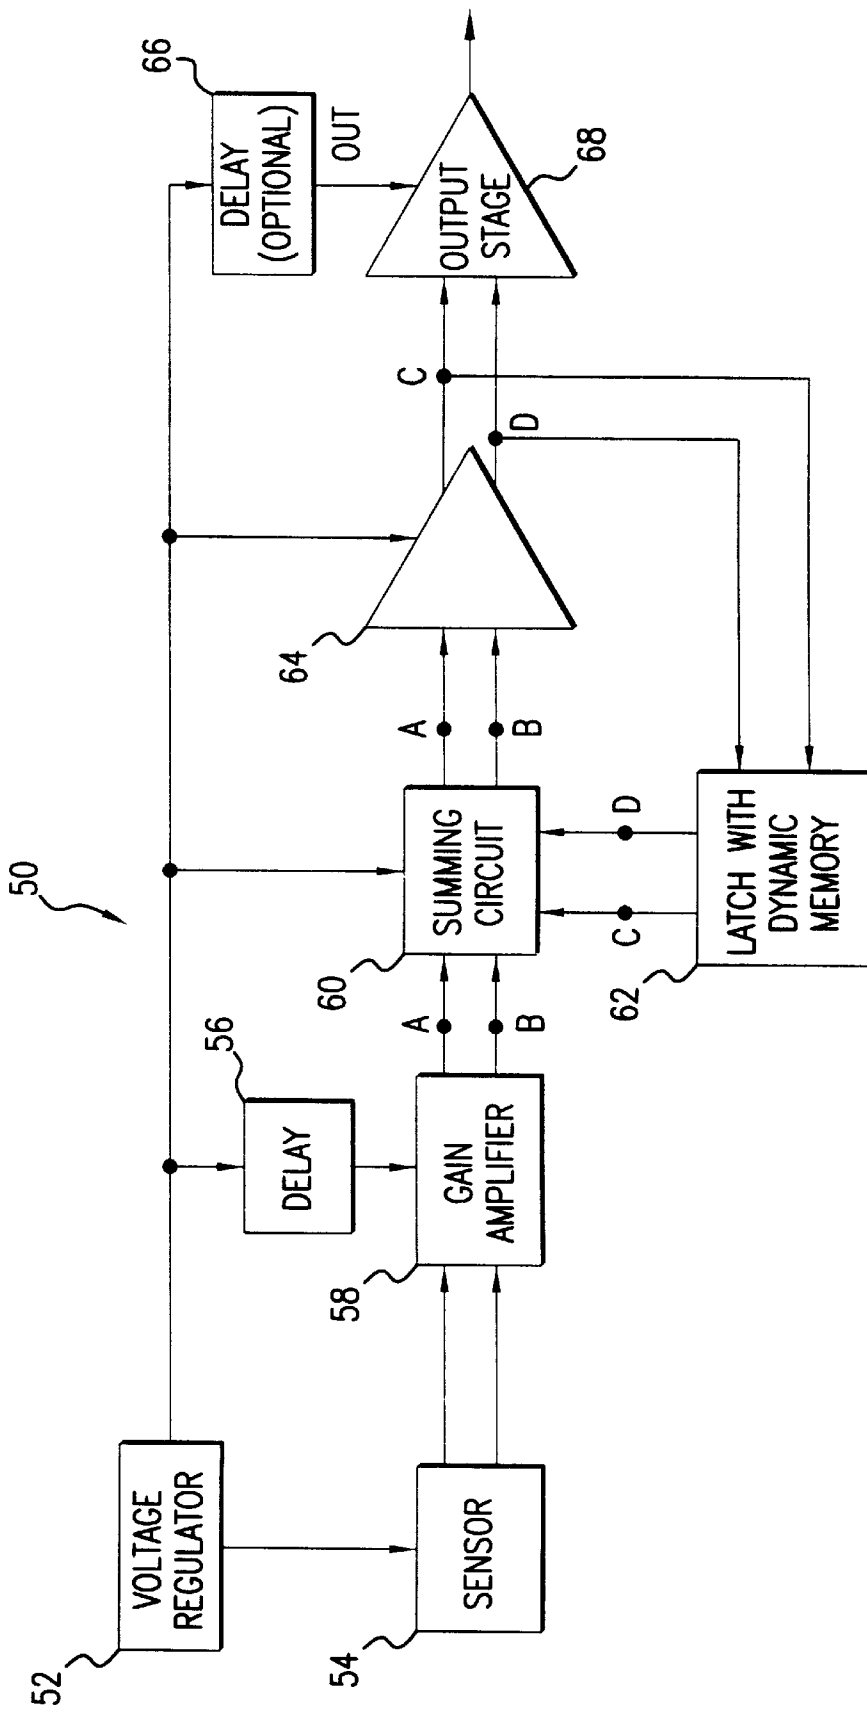 50
52
VOLTAGE
REGULATOR
54
SENSOR
56
DELAY
58
GAIN
AMPLIFIER
A
B
60
SUMMING
CIRCUIT
A
B
C
D
62
LATCH WITH
DYNAMIC
MEMORY
64
C
D
66
DELAY
(OPTIONAL)
OUT
OUTPUT
STAGE
68